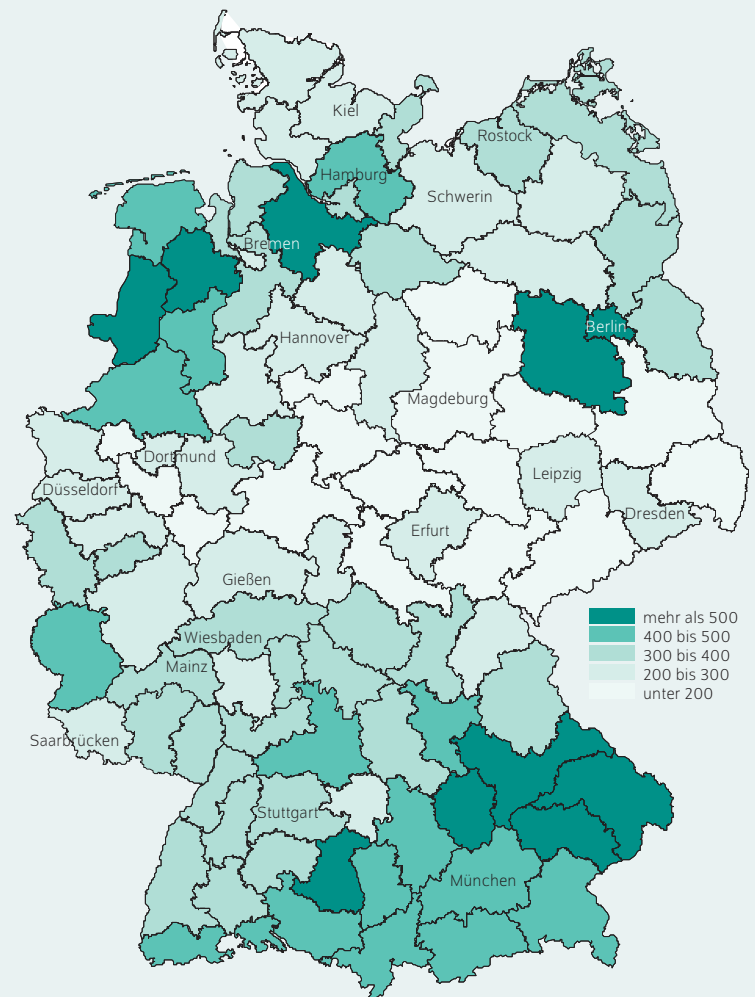 Kiel
Rostock
Hamburg
Schwerin
Bremen
Berlin
Hannover
Magdeburg
Dortmund
Leipzig
Düsseldorf
Dresden
Erfurt
Gießen
mehr als 500
400 bis 500
300 bis 400
200 bis 300
unter 200
Wiesbaden
Mainz
Saarbrücken
Stuttgart
München